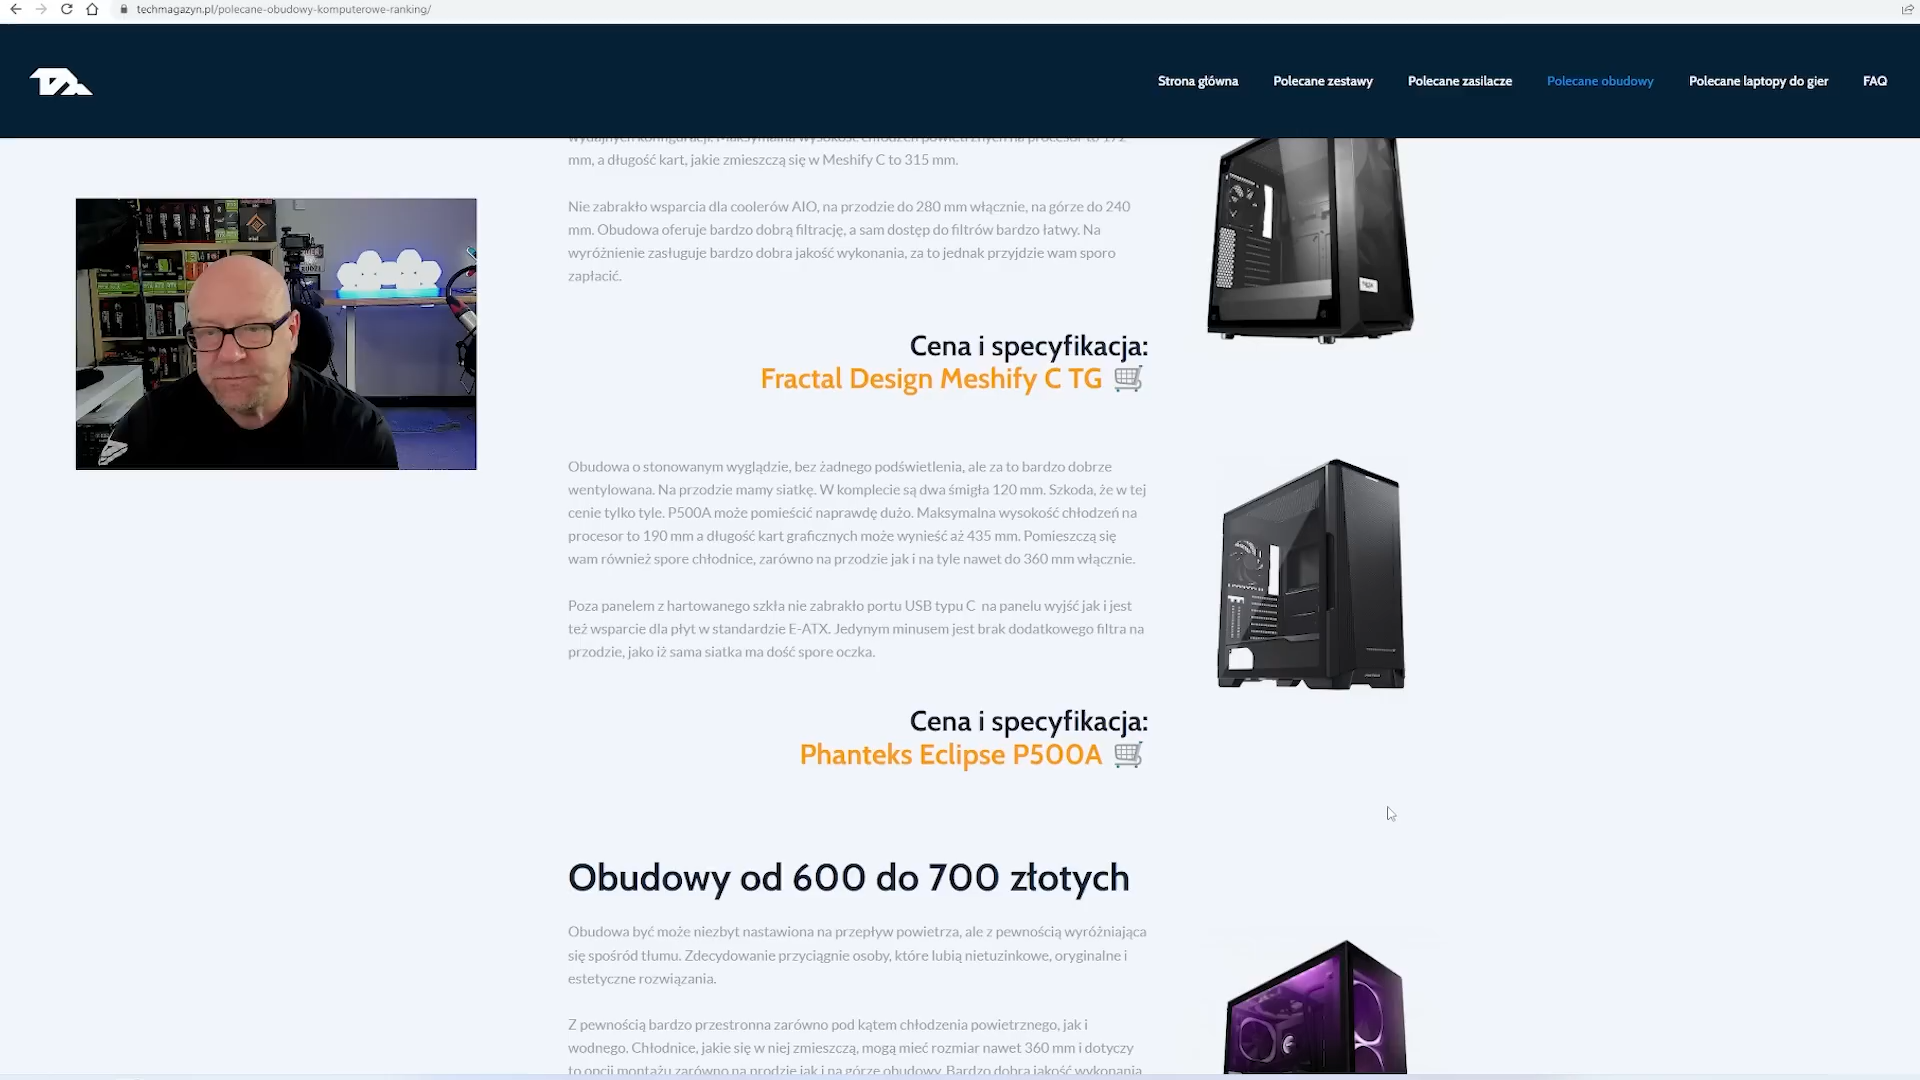 techmagazyn.pl/polecane-obudowy-komputerowe-ranking/
Strona główna
Polecane zestawy
Polecane zasilacze
Polecane obudowy
Polecane laptopy do gier
FAQ
wydajnych konfiguracji. Maksymalna wysokość chłodzeń powietrznych na procesor to 172
mm, a długość kart, jakie zmieszczą się w Meshify C to 315 mm.
Nie zabrakło wsparcia dla coolerów AIO, na przodzie do 280 mm włącznie, na górze do 240
mm. Obudowa oferuje bardzo dobrą filtrację, a sam dostęp do filtrów bardzo łatwy. Na
wyróżnienie zasługuje bardzo dobra jakość wykonania, za to jednak przyjdzie wam sporo
zapłacić.
Cena i specyfikacja:
Fractal Design Meshify C TG
Obudowa o stonowanym wyglądzie, bez żadnego podświetlenia, ale za to bardzo dobrze
wentylowana. Na przodzie mamy siatkę. W komplecie są dwa śmigła 120 mm. Szkoda, że w tej
cenie tylko tyle. P500A może pomieścić naprawdę dużo. Maksymalna wysokość chłodzeń na
procesor to 190 mm a długość kart graficznych może wynieść aż 435 mm. Pomieszczą się
wam również spore chłodnice, zarówno na przodzie jak i na tyle nawet do 360 mm włącznie.
Poza panelem z hartowanego szkła nie zabrakło portu USB typu C na panelu wyjść jak i jest
też wsparcie dla płyt w standardzie E-ATX. Jedynym minusem jest brak dodatkowego filtra na
przodzie, jako iż sama siatka ma dość spore oczka.
Cena i specyfikacja:
Phanteks Eclipse P500A
Obudowy od 600 do 700 złotych
Obudowa być może niezbyt nastawiona na przepływ powietrza, ale z pewnością wyróżniająca
się spośród tłumu. Zdecydowanie przyciągnie osoby, które lubią nietuzinkowe, oryginalne i
estetyczne rozwiązania.
Z pewnością bardzo przestronna zarówno pod kątem chłodzenia powietrznego, jak i
wodnego. Chłodnice, jakie się w niej zmieszczą, mogą mieć rozmiar nawet 360 mm i dotyczy
to opcji montażu zarówno na przodzie jak i na górze obudowy. Bardzo dobra jakość wykonania